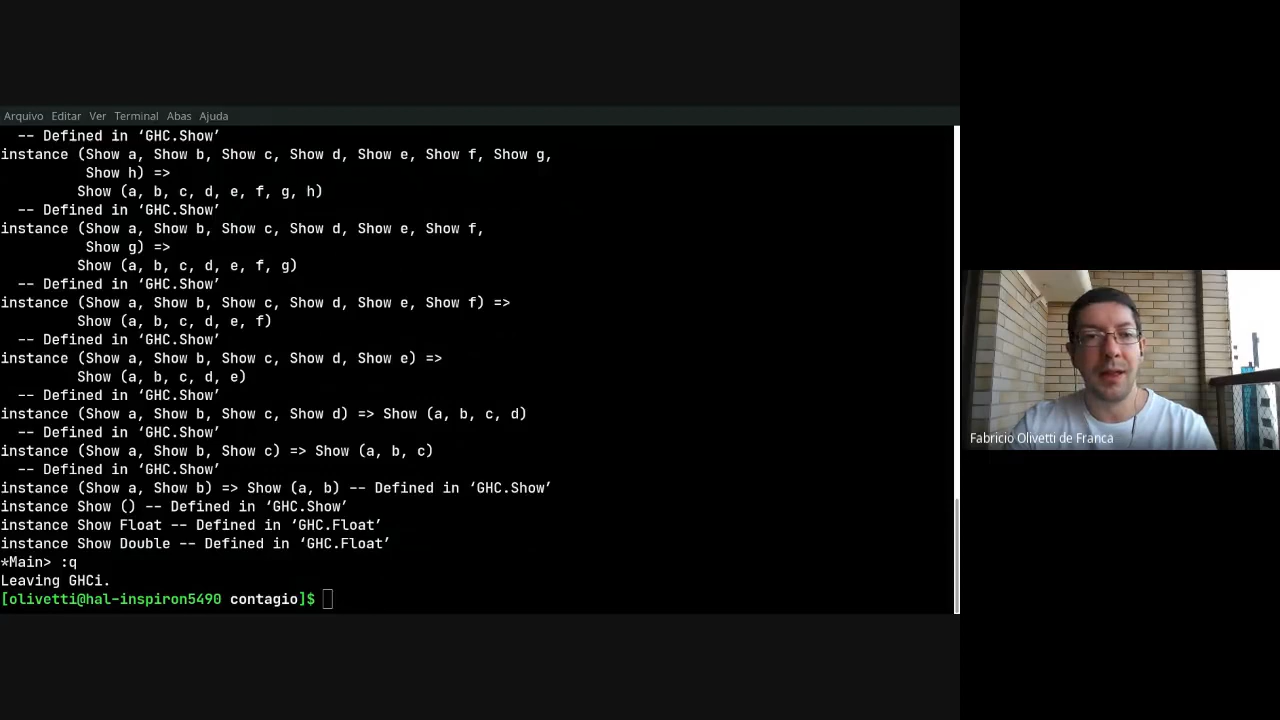 Arquivo Editar Ver Terminal Abas Ajuda
-- Defined in ‘GHC.Show’
instance (Show a, Show b, Show c, Show d, Show e, Show f, Show g,
Show h) =>
Show (a, b, c, d, e, f, g, h)
-- Defined in ‘GHC.Show’
instance (Show a, Show b, Show c, Show d, Show e, Show f,
Show g) =>
Show (a, b, c, d, e, f, g)
-- Defined in ‘GHC.Show’
instance (Show a, Show b, Show c, Show d, Show e, Show f) =>
Show (a, b, c, d, e, f)
-- Defined in ‘GHC.Show’
instance (Show a, Show b, Show c, Show d, Show e) =>
Show (a, b, c, d, e)
-- Defined in ‘GHC.Show’
instance (Show a, Show b, Show c, Show d) => Show (a, b, c, d)
-- Defined in ‘GHC.Show’
instance (Show a, Show b, Show c) => Show (a, b, c)
-- Defined in ‘GHC.Show’
instance (Show a, Show b) => Show (a, b) -- Defined in ‘GHC.Show’
instance Show () -- Defined in ‘GHC.Show’
instance Show Float -- Defined in ‘GHC.Float’
instance Show Double -- Defined in ‘GHC.Float’
*Main> :q
Leaving GHCi.
[olivetti@hal-inspiron5490 contagio]$
Fabricio Olivetti de Franca